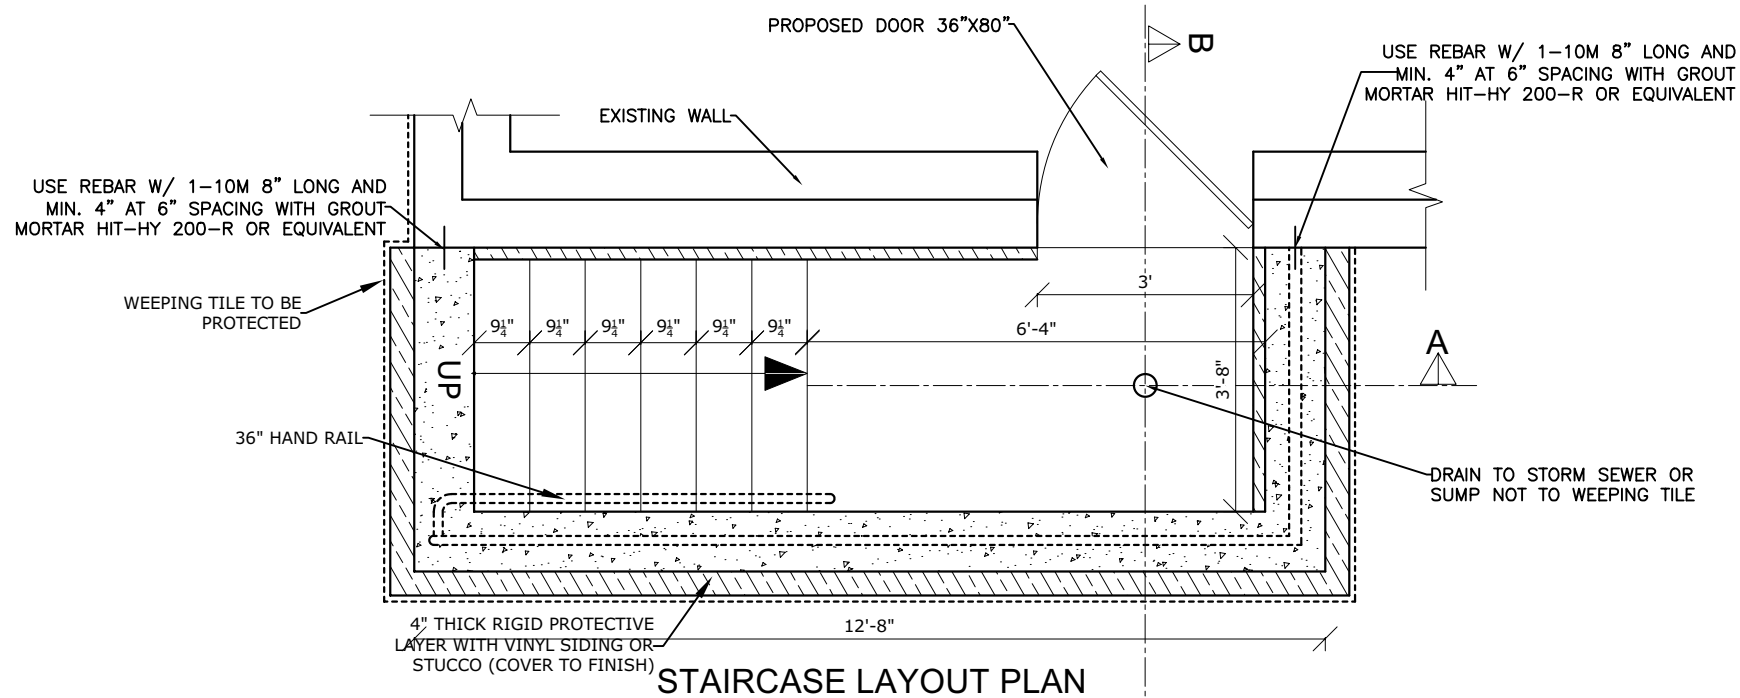 PROPOSED DOOR 36”X80”
B
USE REBAR W/ 1-10M 8” LONG AND
MIN. 4” AT 6” SPACING WITH GROUT
MORTAR HIT-HY 200-R OR EQUIVALENT
EXISTING WALL
USE REBAR W/ 1-10M 8” LONG AND
MIN. 4” AT 6” SPACING WITH GROUT
MORTAR HIT-HY 200-R OR EQUIVALENT
WEEPING TILE TO BE
PROTECTED
3'
9¼" 9¼" 9¼" 9¼" 9¼" 9¼" 6'-4"
A
UP
3'-8"
36" HAND RAIL
DRAIN TO STORM SEWER OR
SUMP NOT TO WEEPING TILE
4" THICK RIGID PROTECTIVE
LAYER WITH VINYL SIDING OR
STUCCO (COVER TO FINISH)
12'-8"
STAIRCASE LAYOUT PLAN